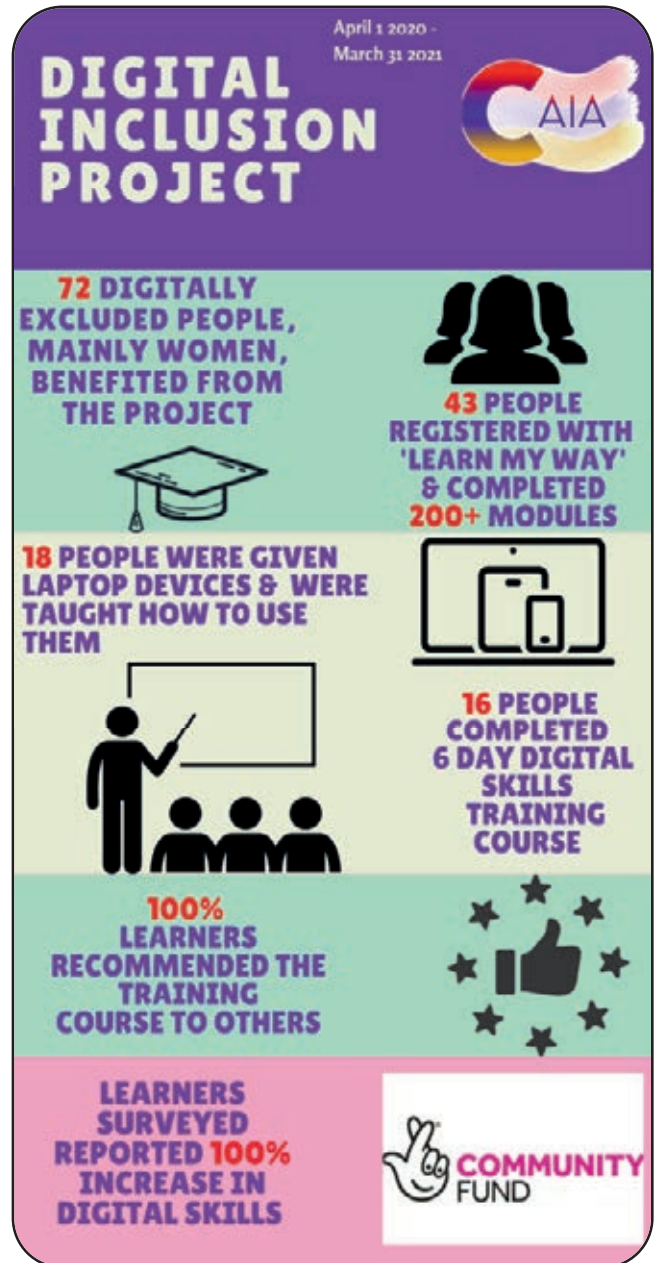 April 1 2020 -
March 31 2021
DIGITAL
INCLUSION
PROJECT
CAIA
72 DIGITALLY
EXCLUDED PEOPLE,
MAINLY WOMEN,
BENEFITED FROM
THE PROJECT
43 PEOPLE
REGISTERED WITH
'LEARN MY WAY'
& COMPLETED
200+ MODULES
18 PEOPLE WERE GIVEN
LAPTOP DEVICES & WERE
TAUGHT HOW TO USE
THEM
16 PEOPLE
COMPLETED
6 DAY DIGITAL
SKILLS
TRAINING
COURSE
100%
LEARNERS
RECOMMENDED THE
TRAINING
COURSE TO OTHERS
LEARNERS
SURVEYED
REPORTED 100%
INCREASE IN
DIGITAL SKILLS
COMMUNITY
FUND